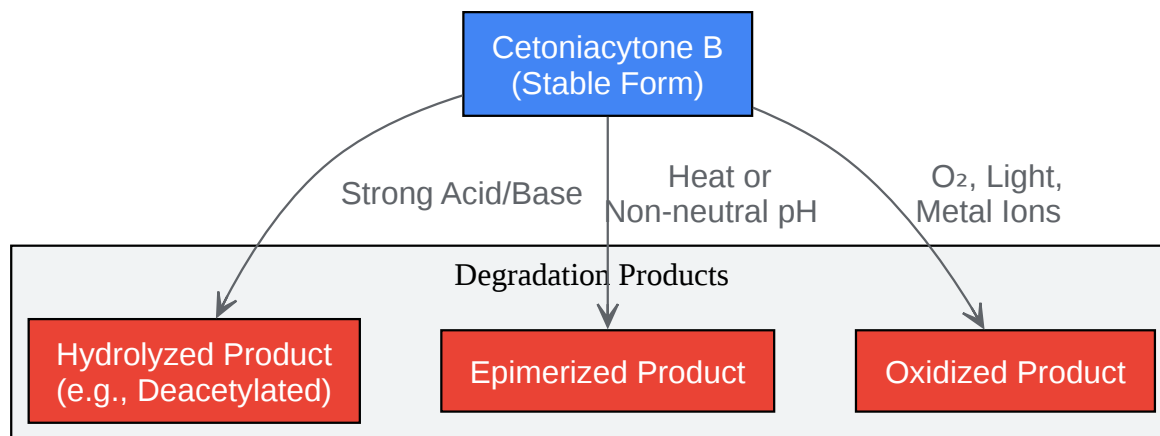 Cetoniacytone B
(Stable Form)
Strong Acid/Base
Heat or
Non-neutral pH
O₂, Light,
Metal Ions
Degradation Products
Hydrolyzed Product
(e.g., Deacetylated)
Epimerized Product
Oxidized Product